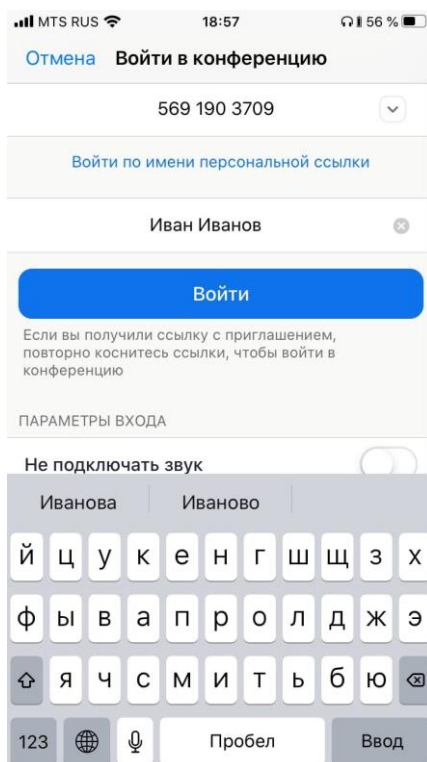 MTS RUS 18:57 56 %
Отмена Войти в конференцию
569 190 3709
Войти по имени персональной ссылки
Иван Иванов
Войти
Если вы получили ссылку с приглашением,
повторно коснитесь ссылки, чтобы войти в
конференцию
ПАРАМЕТРЫ ВХОДА
Не подключать звук
Иванова Иваново
й ц у к е н г ш щ з х
ф ы в а п р о л д ж э
я ч с м и т ь б ю
123 Пробел Ввод